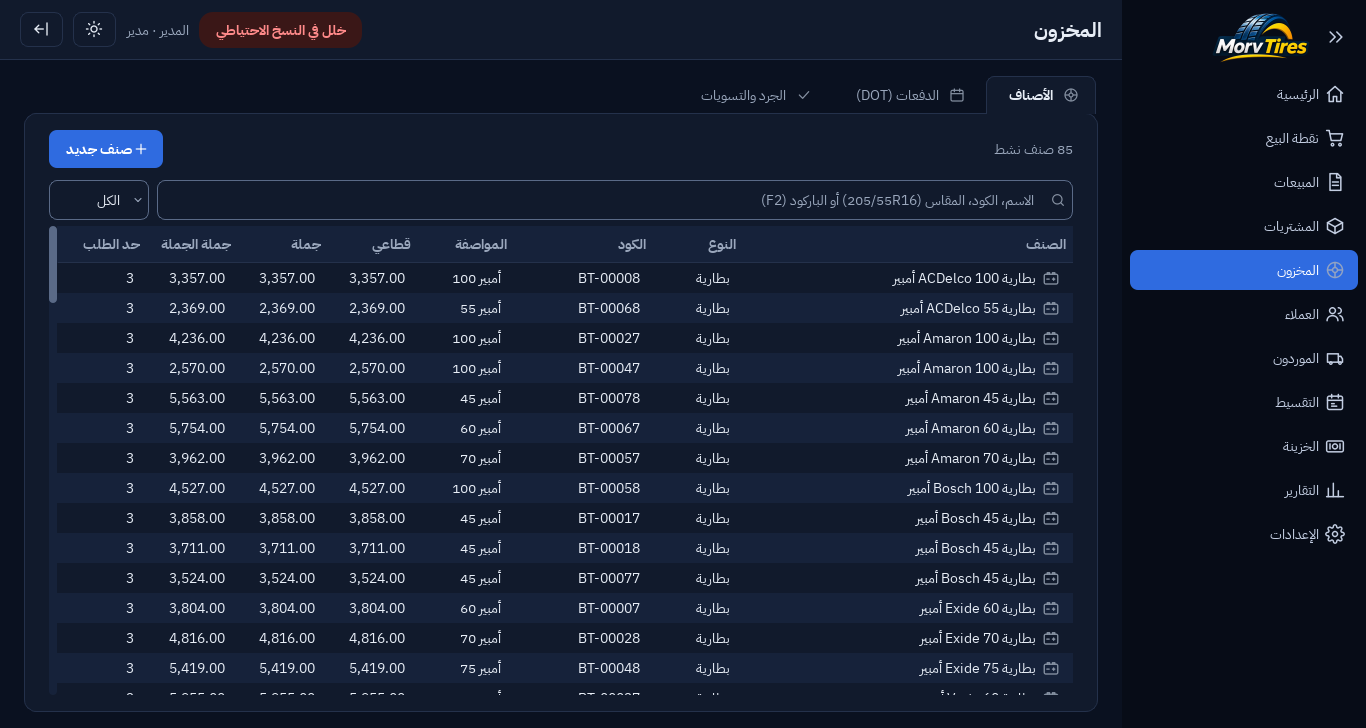 MorvTires
الرئيسية
نقطة البيع
المبيعات
المشتريات
المخزون
العملاء
الموردون
التقسيط
الخزينة
التقارير
الإعدادات
المخزون
خلل في النسخ الاحتياطي
المدير · مدير
الأصناف
الدفعات (DOT)
الجرد والتسويات
85 صنف نشط
صنف جديد
الاسم، الكود، المقاس (205/55R16) أو الباركود (F2)
الكل
الصنف النوع الكود المواصفة قطاعي جملة جملة الجملة حد الطلب
بطارية ACDelco 100 أمبير بطارية BT-00008 100 أمبير 3,357.00 3,357.00 3,357.00 3
بطارية ACDelco 55 أمبير بطارية BT-00068 55 أمبير 2,369.00 2,369.00 2,369.00 3
بطارية Amaron 100 أمبير بطارية BT-00027 100 أمبير 4,236.00 4,236.00 4,236.00 3
بطارية Amaron 100 أمبير بطارية BT-00047 100 أمبير 2,570.00 2,570.00 2,570.00 3
بطارية Amaron 45 أمبير بطارية BT-00078 45 أمبير 5,563.00 5,563.00 5,563.00 3
بطارية Amaron 60 أمبير بطارية BT-00067 60 أمبير 5,754.00 5,754.00 5,754.00 3
بطارية Amaron 70 أمبير بطارية BT-00057 70 أمبير 3,962.00 3,962.00 3,962.00 3
بطارية Bosch 100 أمبير بطارية BT-00058 100 أمبير 4,527.00 4,527.00 4,527.00 3
بطارية Bosch 45 أمبير بطارية BT-00017 45 أمبير 3,858.00 3,858.00 3,858.00 3
بطارية Bosch 45 أمبير بطارية BT-00018 45 أمبير 3,711.00 3,711.00 3,711.00 3
بطارية Bosch 45 أمبير بطارية BT-00077 45 أمبير 3,524.00 3,524.00 3,524.00 3
بطارية Exide 60 أمبير بطارية BT-00007 60 أمبير 3,804.00 3,804.00 3,804.00 3
بطارية Exide 70 أمبير بطارية BT-00028 70 أمبير 4,816.00 4,816.00 4,816.00 3
بطارية Exide 75 أمبير بطارية BT-00048 75 أمبير 5,419.00 5,419.00 5,419.00 3